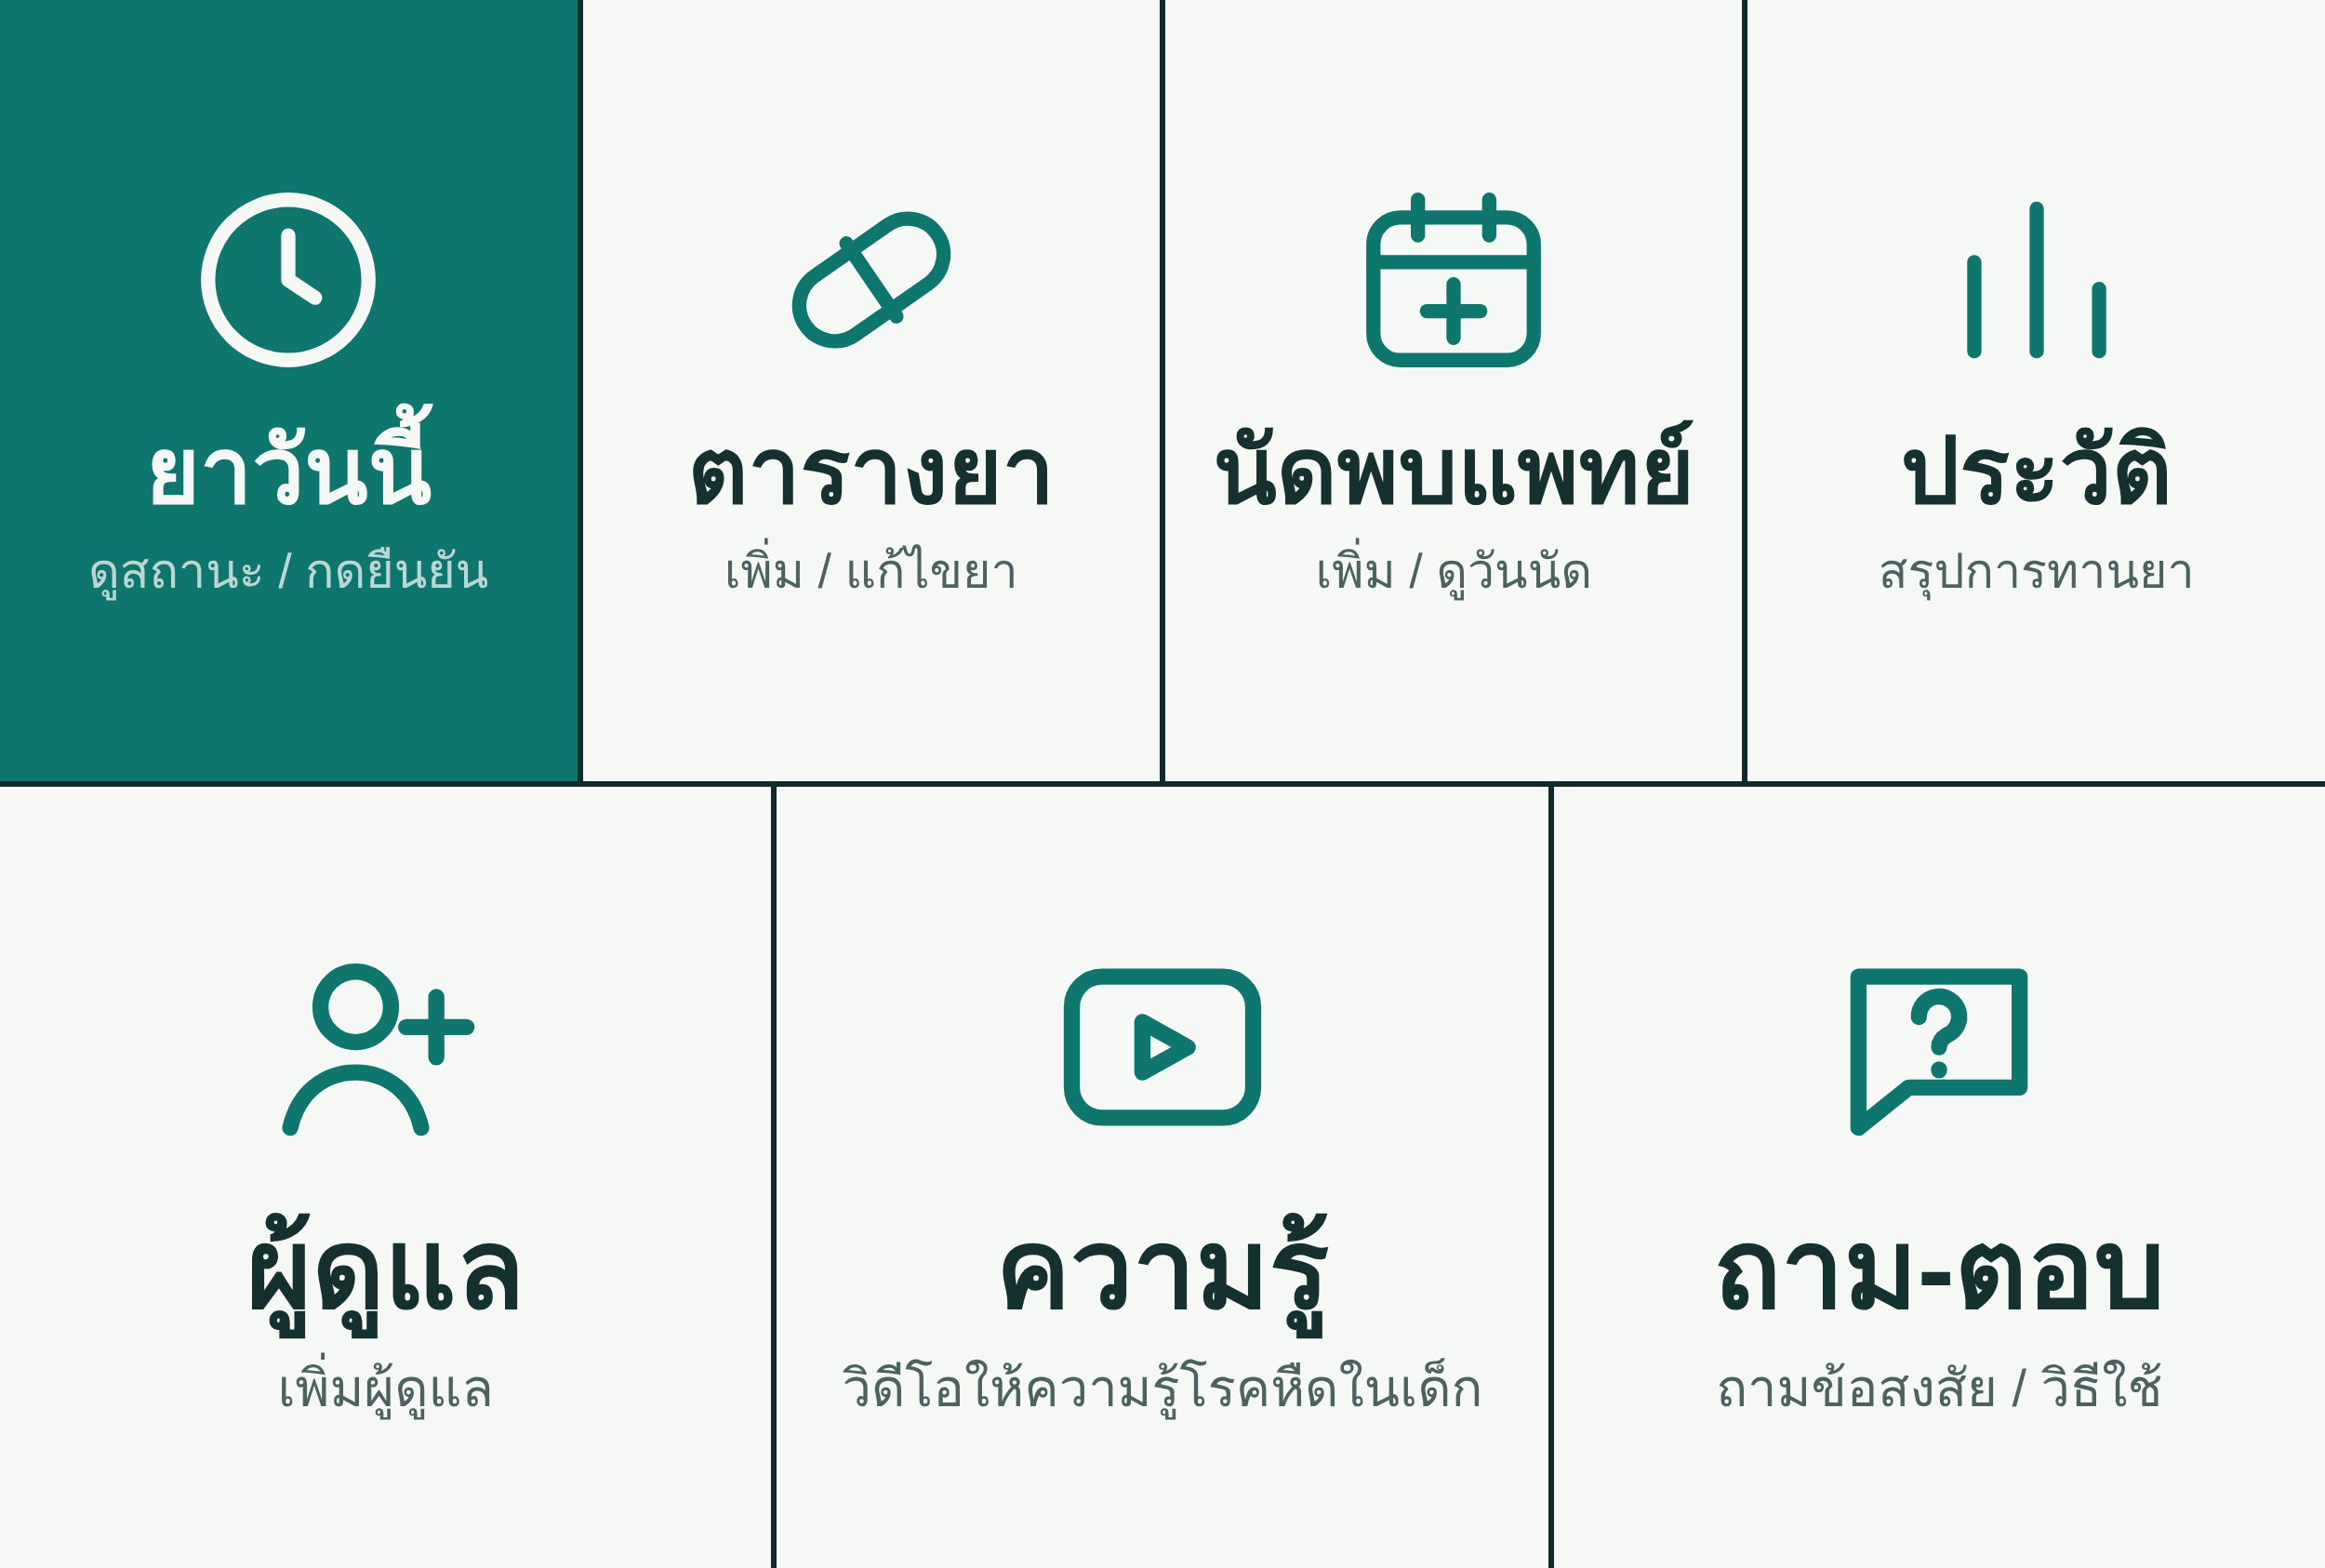 ยาวันนี้
ดูสถานะ / กดยืนยัน
ตารางยา
เพิ่ม / แก้ไขยา
นัดพบแพทย์
เพิ่ม / ดูวันนัด
ประวัติ
สรุปการทานยา
ผู้ดูแล
เพิ่มผู้ดูแล
ความรู้
วิดีโอให้ความรู้โรคหืดในเด็ก
?
ถาม-ตอบ
ถามข้อสงสัย / วิธีใช้